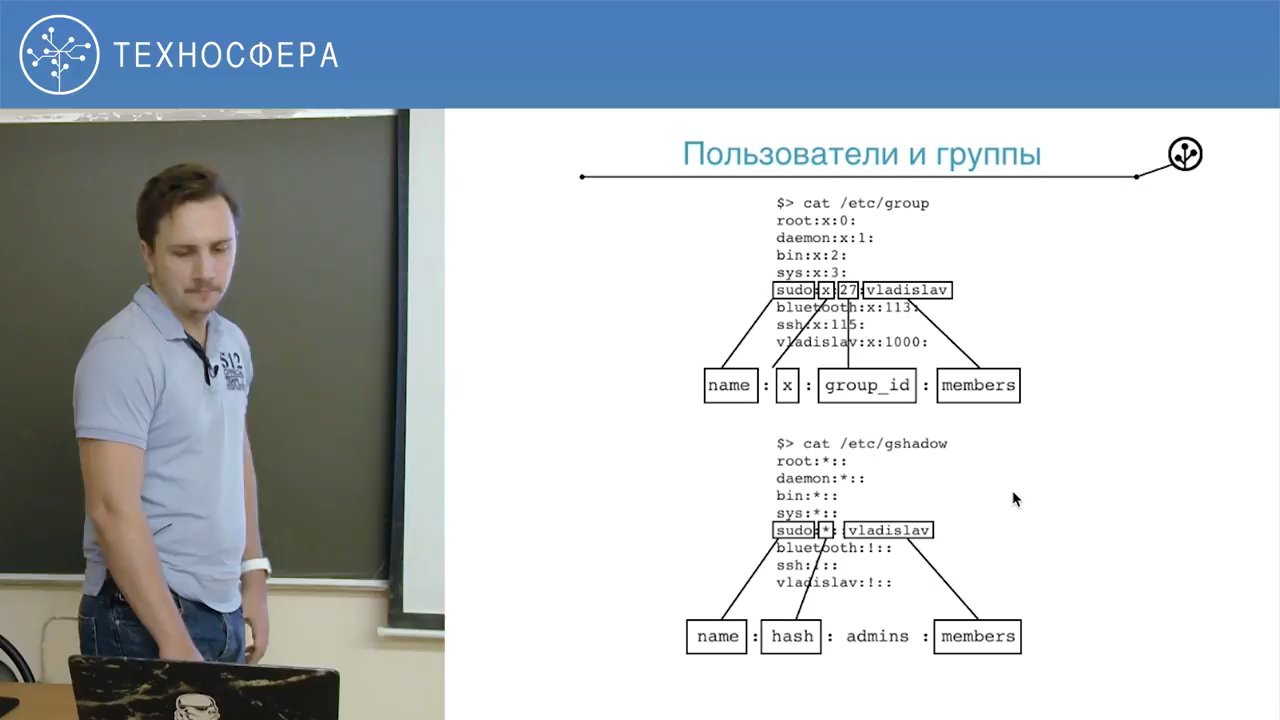 ТЕХНОСФЕРА
Пользователи и группы
$> cat /etc/group
root:x:0:
daemon:x:1:
bin:x:2:
sys:x:3:
sudo:x:27:vladislav
bluetooth:x:113:
ssh:x:115:
vladislav:x:1000:
name : x : group_id : members
$> cat /etc/gshadow
root:*::
daemon:*::
bin:*::
sys:*::
sudo:*::vladislav
bluetooth:!::
ssh:!::
vladislav:!::
name : hash : admins : members
512